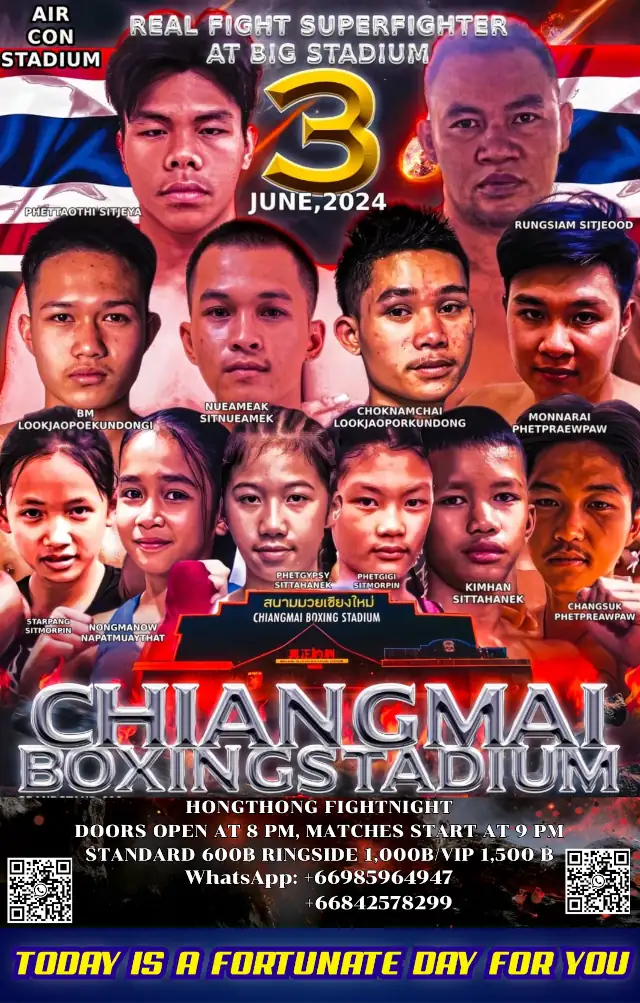 AIR
CON
STADIUM
REAL FIGHT SUPERFIGHTER
AT BIG STADIUM
3
JUNE,2024
PHETTAOTHI SITJEYA
RUNGSIAM SITJEOOD
BM
LOOKJAOPOEKUNDONGI
NUEAMEAK
SITNUEAMEK
CHOKNAMCHAI
LOOKJAOPORKUNDONG
MONNARAI
PHETPRAEWPAW
STARPANG
SITMORPIN
NONGMANOW
NAPATMUAYTHAT
PHETGYPSY
SITTAHANEK
PHETGIGI
SITMORPIN
KIMHAN
SITTAHANEK
CHANGSUK
PHETPREAWPAW
สนามมวยเชียงใหม่
CHIANGMAI BOXING STADIUM
CHIANGMAI
BOXINGSTADIUM
HONGTHONG FIGHTNIGHT
DOORS OPEN AT 8 PM, MATCHES START AT 9 PM
STANDARD 600B RINGSIDE 1,000B/VIP 1,500 B
WhatsApp: +66985964947
+66842578299
TODAY IS A FORTUNATE DAY FOR YOU